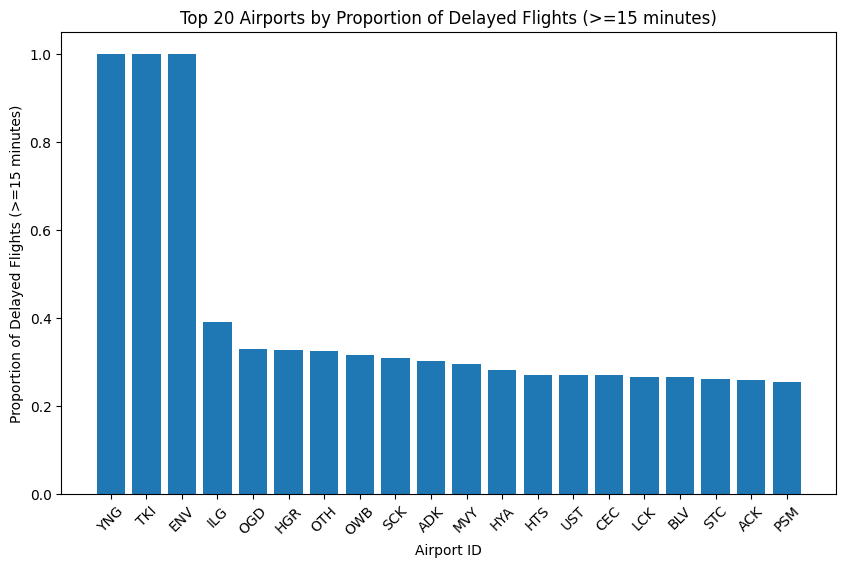 Top 20 Airports by Proportion of Delayed Flights (>=15 minutes)
Proportion of Delayed Flights (>=15 minutes)
1.0
0.8
0.6
0.4
0.2
0.0
YNG TKI ENV ILG OGD HGR OTH OWB SCK ADK MVY HYA HTS UST CEC LCK BLV STC ACK PSM
Airport ID